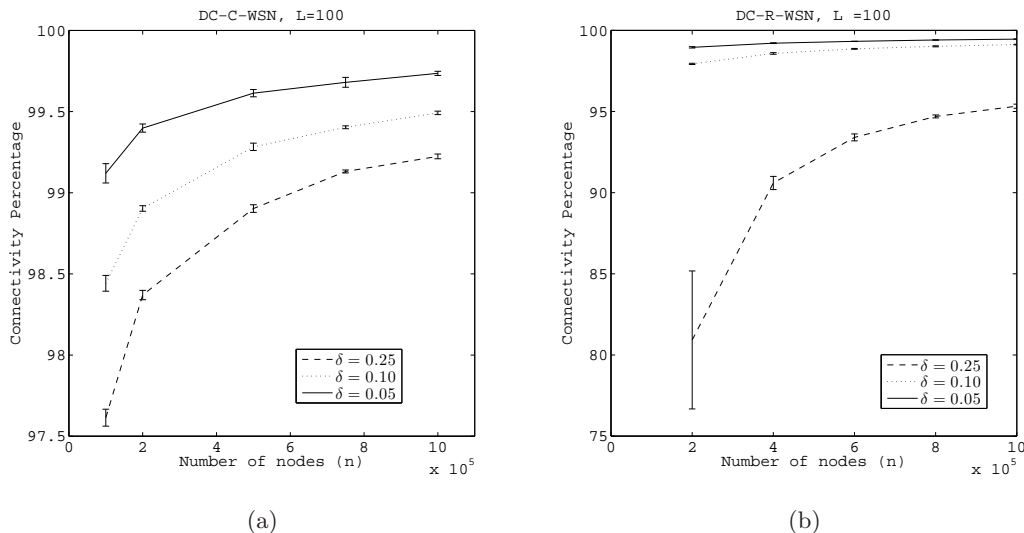 DC-C-WSN, L=100
100
99.5
99
98.5
98
97.5
Connectivity Percentage
0 2 4 6 8 10
Number of nodes (n)
x 10^5
δ = 0.25
δ = 0.10
δ = 0.05
(a)
DC-R-WSN, L =100
100
95
90
85
80
75
Connectivity Percentage
0 2 4 6 8 10
Number of nodes (n)
x 10^5
δ = 0.25
δ = 0.10
δ = 0.05
(b)